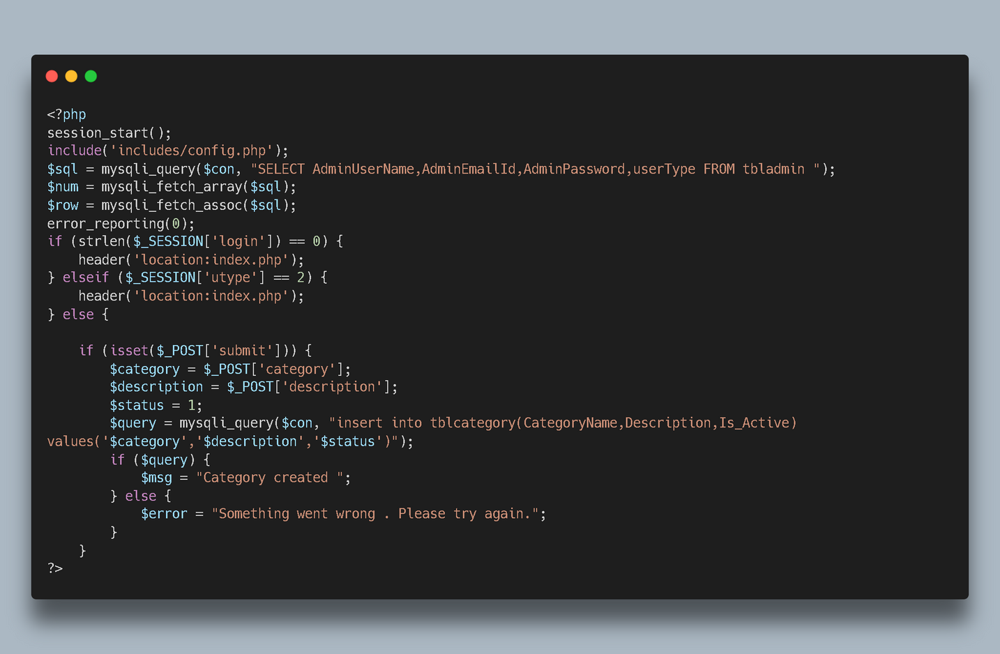 <?php
session_start();
include('includes/config.php');
$sql = mysqli_query($con, "SELECT AdminUserName,AdminEmailId,AdminPassword,userType FROM tbladmin ");
$num = mysqli_fetch_array($sql);
$row = mysqli_fetch_assoc($sql);
error_reporting(0);
if (strlen($_SESSION['login']) == 0) {
    header('location:index.php');
} elseif ($_SESSION['utype'] == 2) {
    header('location:index.php');
} else {

    if (isset($_POST['submit'])) {
        $category = $_POST['category'];
        $description = $_POST['description'];
        $status = 1;
        $query = mysqli_query($con, "insert into tblcategory(CategoryName,Description,Is_Active)
values('$category','$description','$status')");
        if ($query) {
            $msg = "Category created ";
        } else {
            $error = "Something went wrong . Please try again.";
        }
    }
?>